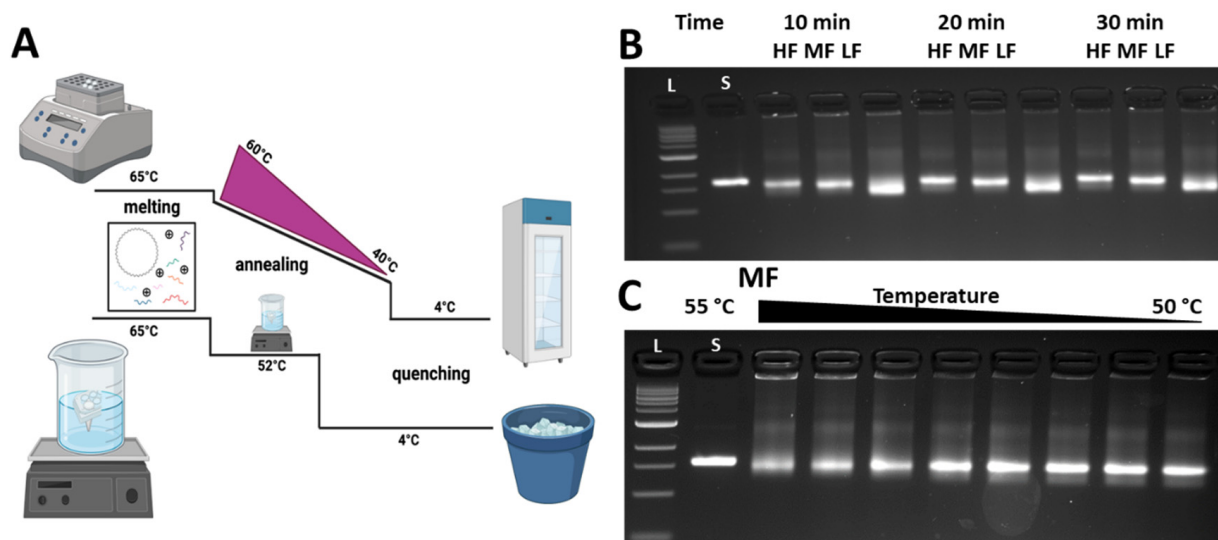 A
65°C
melting
60°C
40°C
annealing
4°C
65°C
52°C
quenching
4°C
B
Time 10 min 20 min 30 min
HF MF LF HF MF LF HF MF LF
L S
C
MF
55 °C Temperature 50 °C
L S